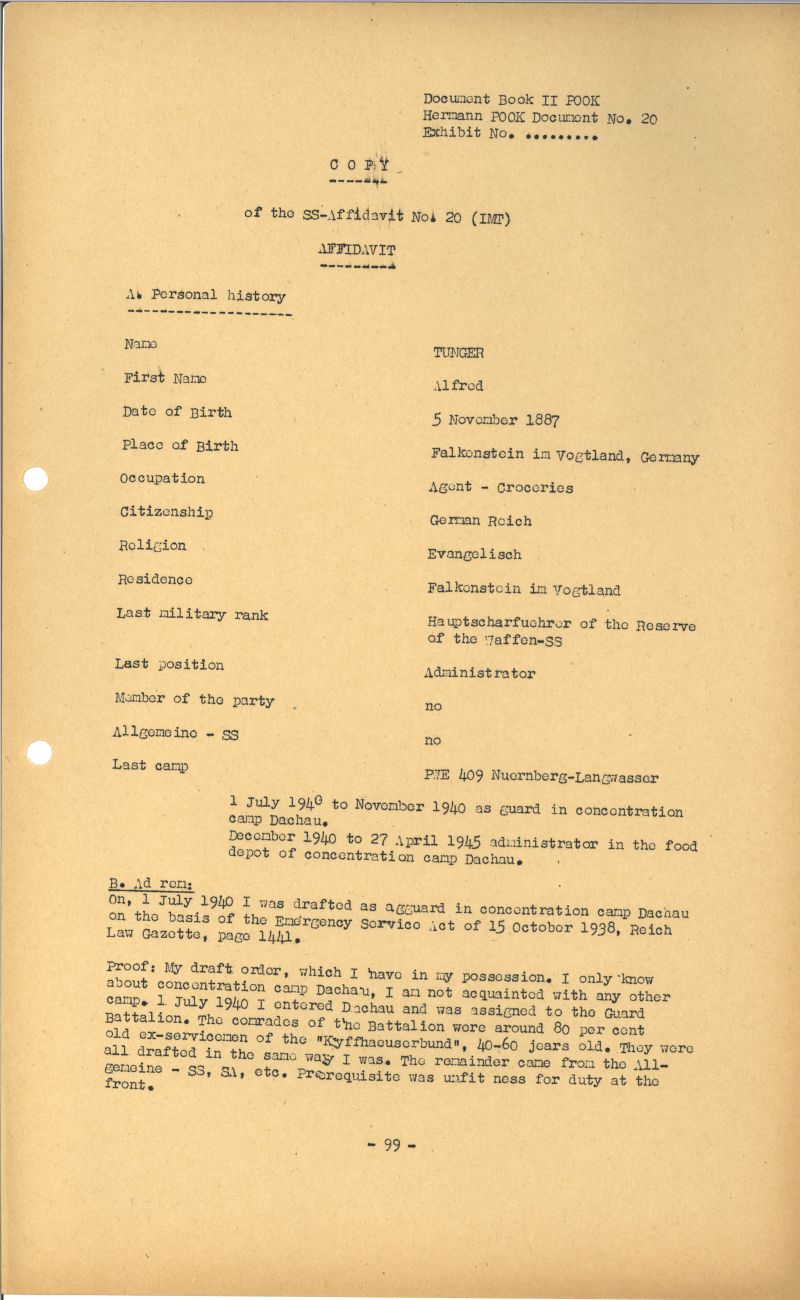 Document Book II POOK
Hermann POOK Document No. 20
Exhibit No. .........
C O P Y
of the SS-Affidavit No. 20 (IMT)
AFFIDAVIT
A. Personal history
Name TUNGER
First Name Alfred
Date of Birth 5 November 1887
Place of Birth Falkenstein im Vogtland, Germany
Occupation Agent - Groceries
Citizenship German Reich
Religion Evangelisch
Residence Falkenstein im Vogtland
Last military rank Hauptscharfuehrer of the Reserve
of the Waffen-SS
Last position Administrator
Member of the party no
Allgemeine - SS no
Last camp PWE 409 Nuernberg-Langwasser
1 July 1940 to November 1940 as guard in concentration
camp Dachau.
December 1940 to 27 April 1945 administrator in the food
depot of concentration camp Dachau.
B. Ad rem:
On, 1 July 1940 I was drafted as agguard in concentration camp Dachau
on the basis of the Emergency Service Act of 15 October 1938, Reich
Law Gazette, page 1441.
Proof: My draft order, which I have in my possession. I only know
about concentration camp Dachau, I am not acquainted with any other
camp. 1 July 1940 I entered Dachau and was assigned to the Guard
Battalion. The comrades of the Battalion were around 80 per cent
old ex-servicemen of the "Kyffhaeuserbund", 40-60 jears old. They were
all drafted in the same way I was. The remainder came from the All-
gemeine - SS, SA, etc. Prerequisite was unfit ness for duty at the
front.
- 99 -